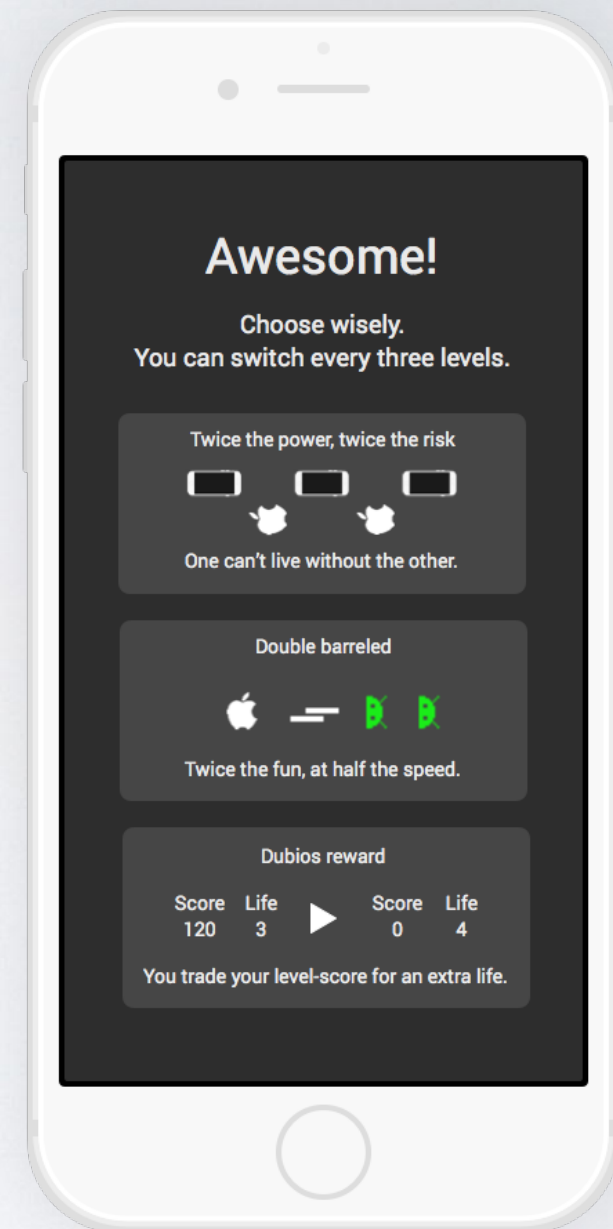 Awesome!
Choose wisely.
You can switch every three levels.
Twice the power, twice the risk
One can't live without the other.
Double barreled
Twice the fun, at half the speed.
Dubios reward
Score Life Score Life
120 3 0 4
You trade your level-score for an extra life.